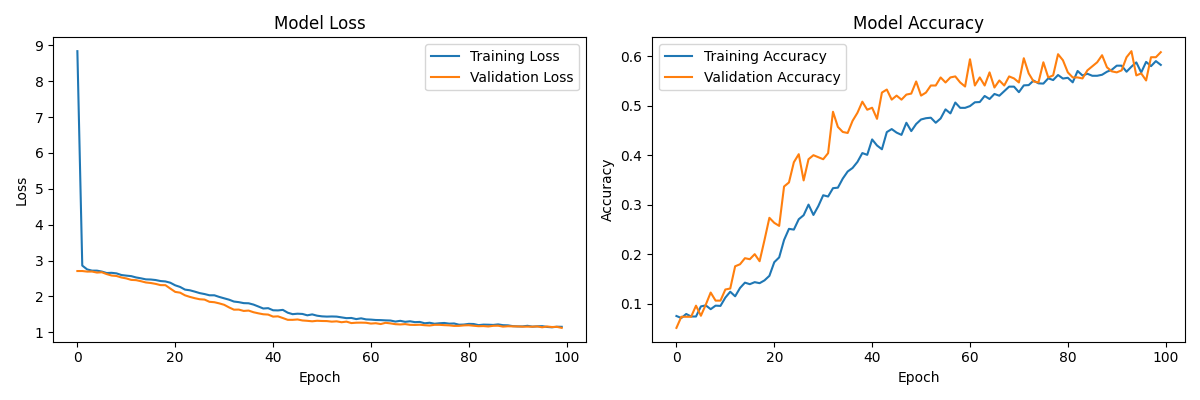 Model Loss
Training Loss
Validation Loss
9
8
7
6
5
4
3
2
1
Loss
0 20 40 60 80 100
Epoch
Model Accuracy
Training Accuracy
Validation Accuracy
0.6
0.5
0.4
0.3
0.2
0.1
Accuracy
0 20 40 60 80 100
Epoch